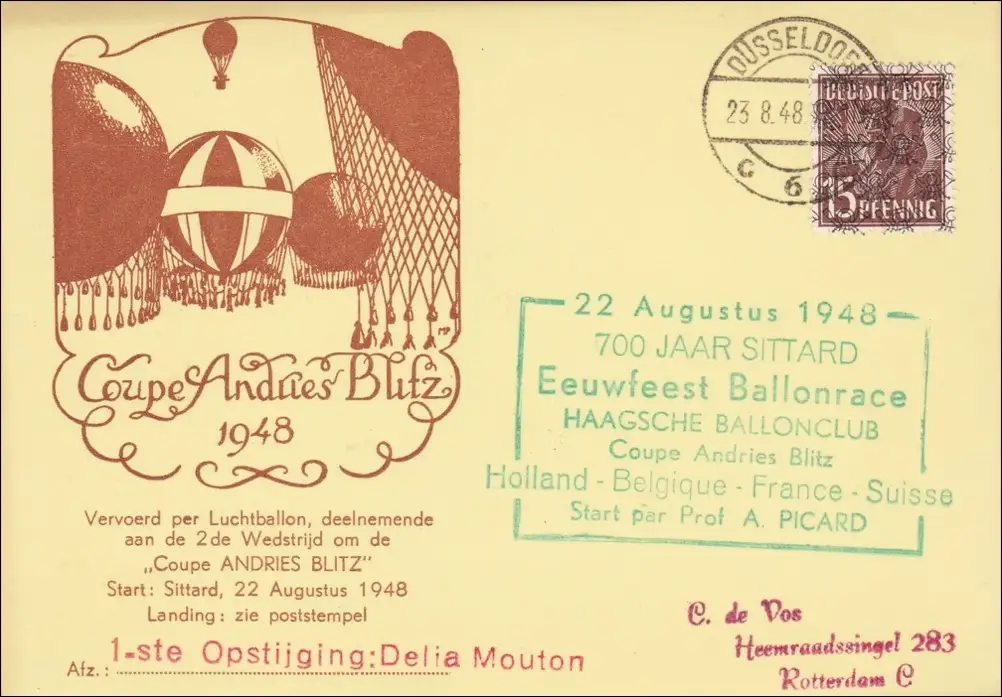 DÜSSELDORF
23.8.48
C 6
DEUTSCHE POST
15 PFENNIG
MP
Coupe Andries Blitz
1948
22 Augustus 1948
700 JAAR SITTARD
Eeuwfeest Ballonrace
HAAGSCHE BALLONCLUB
Coupe Andries Blitz
Holland - Belgique - France - Suisse
Start par Prof A. PICARD
Vervoerd per Luchtballon, deelnemende
aan de 2de Wedstrijd om de
„Coupe ANDRIES BLITZ"
Start: Sittard, 22 Augustus 1948
Landing: zie poststempel
Afz.: 1-ste Opstijging: Delia Mouton
C. de Vos
Heemraadssingel 283
Rotterdam C